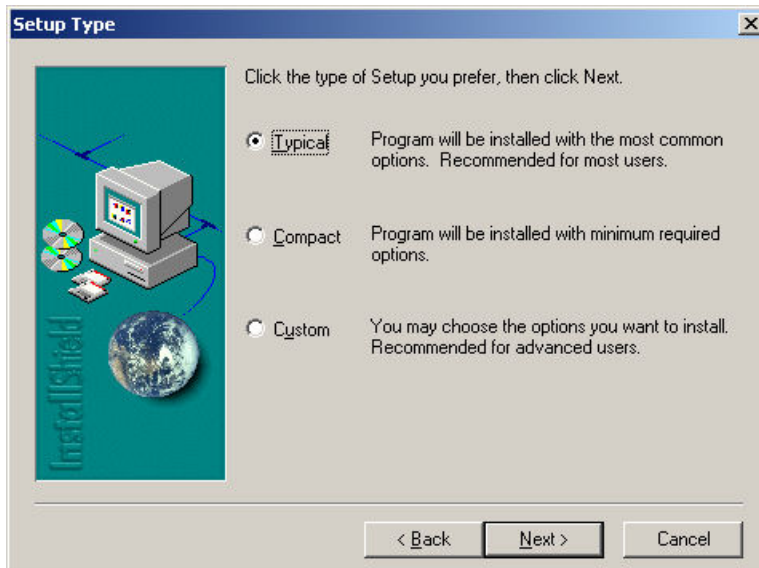 Setup Type
Click the type of Setup you prefer, then click Next.
Typical
Program will be installed with the most common
options. Recommended for most users.
Compact
Program will be installed with minimum required
options.
Custom
You may choose the options you want to install.
Recommended for advanced users.
InstallShield
< Back
Next >
Cancel